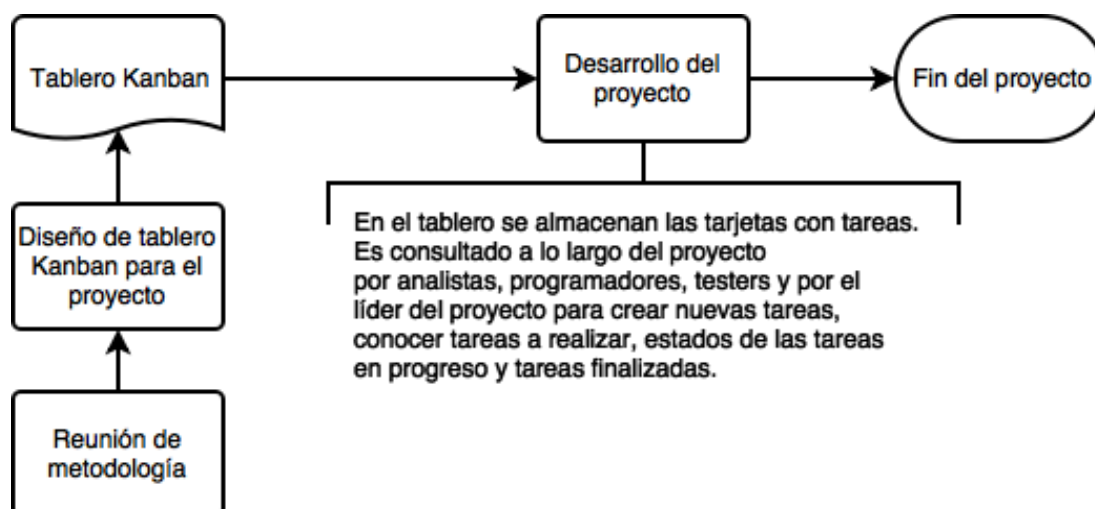 Tablero Kanban
Desarrollo del
proyecto
Fin del proyecto
Diseño de tablero
Kanban para el
proyecto
En el tablero se almacenan las tarjetas con tareas.
Es consultado a lo largo del proyecto
por analistas, programadores, testers y por el
líder del proyecto para crear nuevas tareas,
conocer tareas a realizar, estados de las tareas
en progreso y tareas finalizadas.
Reunión de
metodología